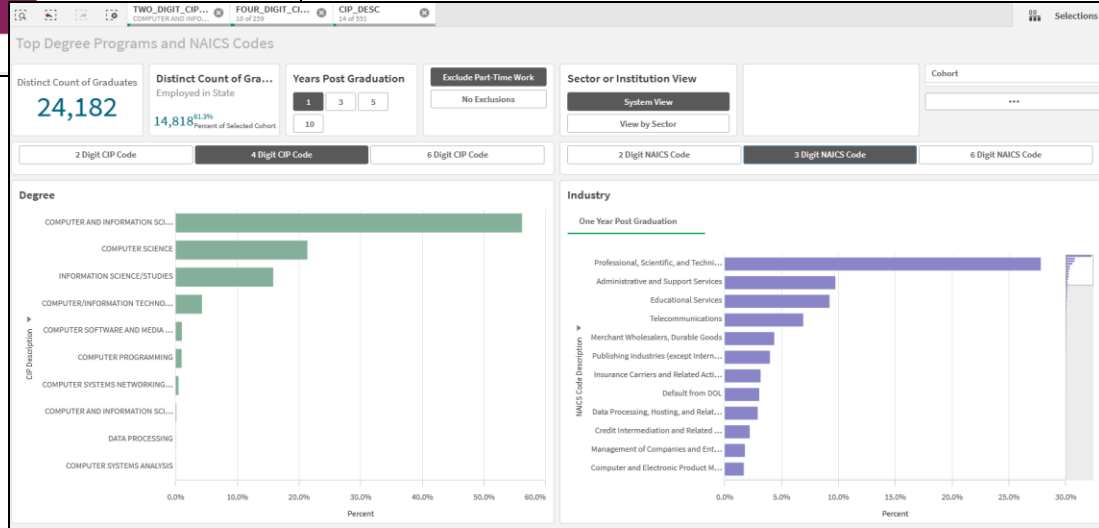 TWO_DIGIT_CIP...
COMPUTER AND INFO...
FOUR_DIGIT_CI...
10 of 259
CIP_DESC
14 of 551
Selections
Top Degree Programs and NAICS Codes
Distinct Count of Graduates
24,182
Distinct Count of Gra...
Employed in State
14,818 61.3%
Percent of Selected Cohort
Years Post Graduation
1 3 5
10
Exclude Part-Time Work
No Exclusions
Sector or Institution View
System View
View by Sector
Cohort
...
2 Digit CIP Code
4 Digit CIP Code
6 Digit CIP Code
2 Digit NAICS Code
3 Digit NAICS Code
6 Digit NAICS Code
Degree
COMPUTER AND INFORMATION SCI...
COMPUTER SCIENCE
INFORMATION SCIENCE/STUDIES
COMPUTER/INFORMATION TECHNO...
COMPUTER SOFTWARE AND MEDIA ...
COMPUTER PROGRAMMING
COMPUTER SYSTEMS NETWORKING...
COMPUTER AND INFORMATION SCI...
DATA PROCESSING
COMPUTER SYSTEMS ANALYSIS
CIP Description
0.0% 10.0% 20.0% 30.0% 40.0% 50.0% 60.0%
Percent
Industry
One Year Post Graduation
Professional, Scientific, and Techni...
Administrative and Support Services
Educational Services
Telecommunications
Merchant Wholesalers, Durable Goods
Publishing Industries (except Intern...
Insurance Carriers and Related Acti...
Default from DOL
Data Processing, Hosting, and Relat...
Credit Intermediation and Related ...
Management of Companies and Ent...
Computer and Electronic Product M...
NAICS Code Description
0.0% 5.0% 10.0% 15.0% 20.0% 25.0% 30.0%
Percent